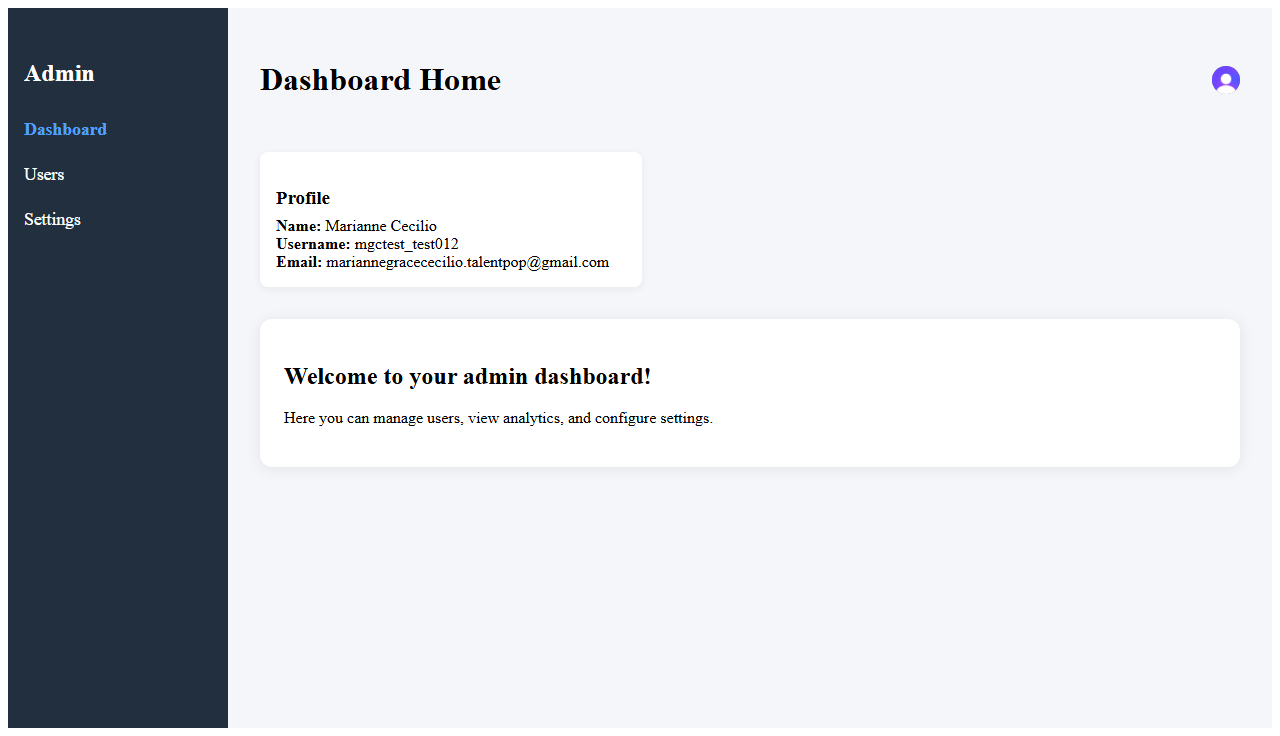 Admin
Dashboard
Users
Settings
Dashboard Home
Profile
Name: Marianne Cecilio
Username: mgctest_test012
Email: mariannegracececilio.talentpop@gmail.com
Welcome to your admin dashboard!
Here you can manage users, view analytics, and configure settings.